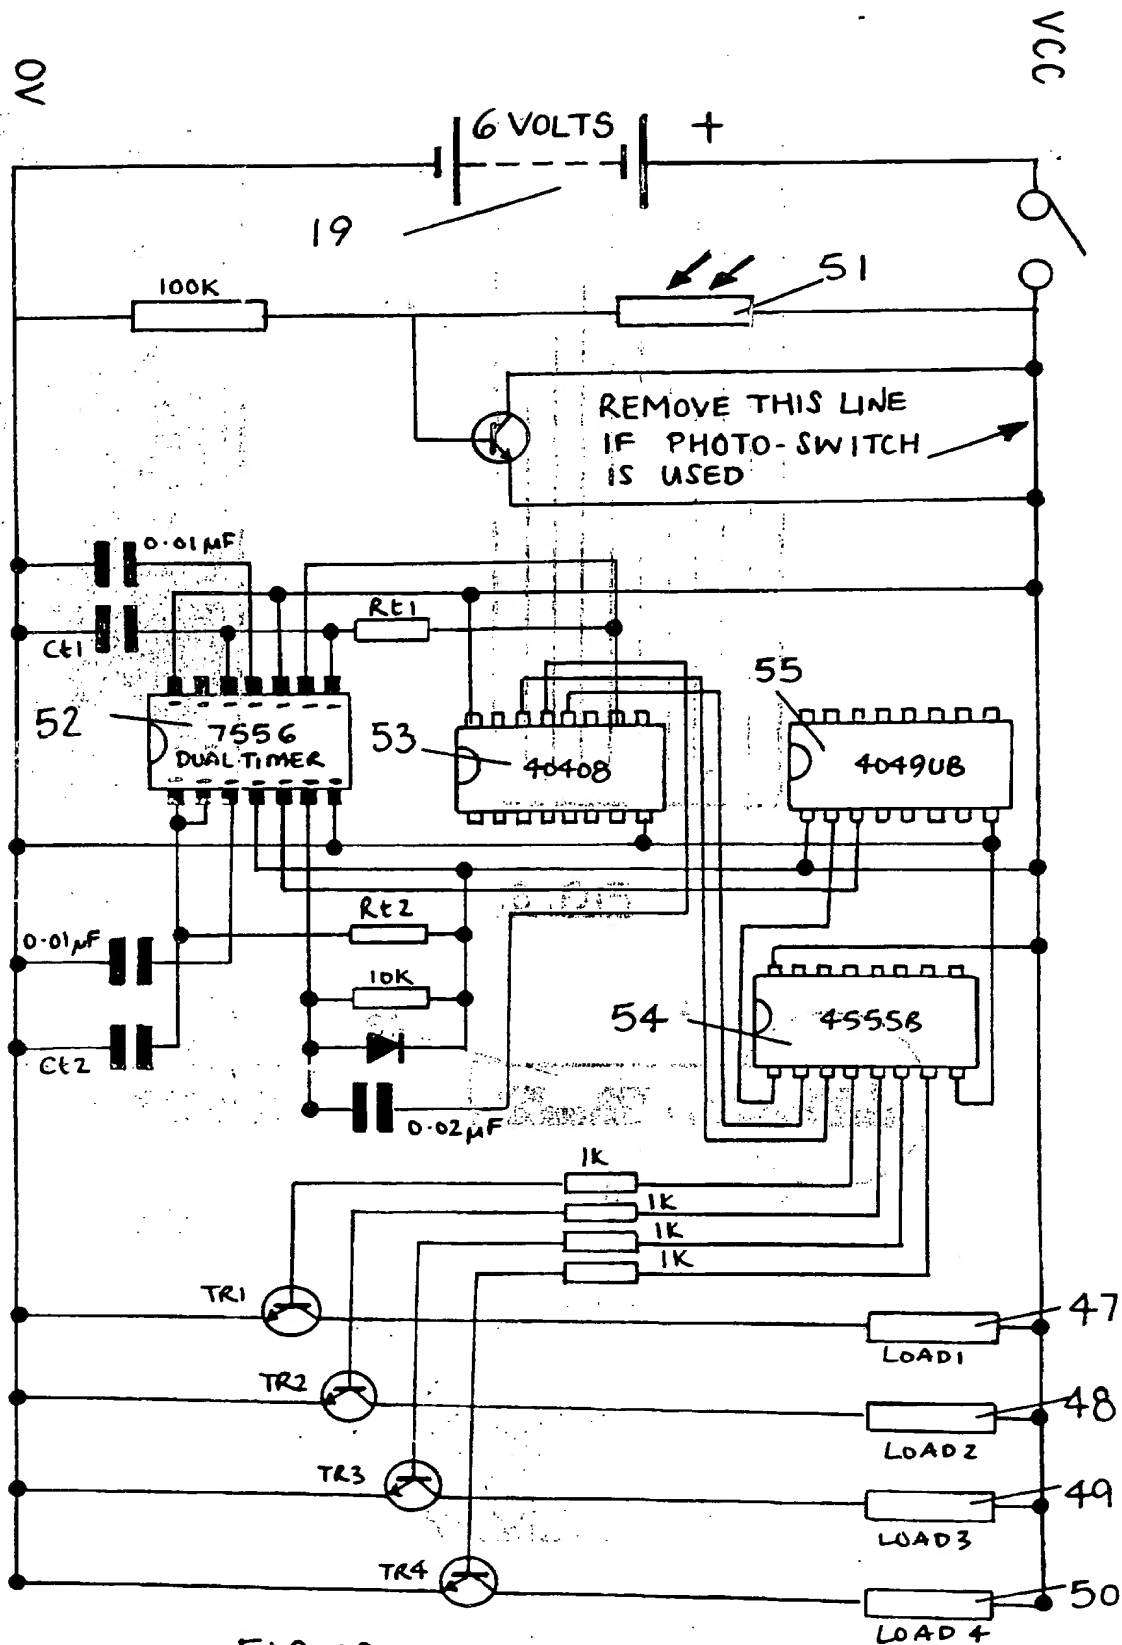 OV
VCC
6 VOLTS
+
19
100K
51
REMOVE THIS LINE
IF PHOTO-SWITCH
IS USED
0.01µF
Rt1
Ct1
55
52
7556
DUAL TIMER
53
4040B
4049UB
Rt2
0.01µF
10K
54
4555B
Ct2
0.02µF
1K
1K
1K
1K
TR1
47
LOAD1
TR2
48
LOAD2
TR3
49
LOAD3
TR4
50
LOAD 4